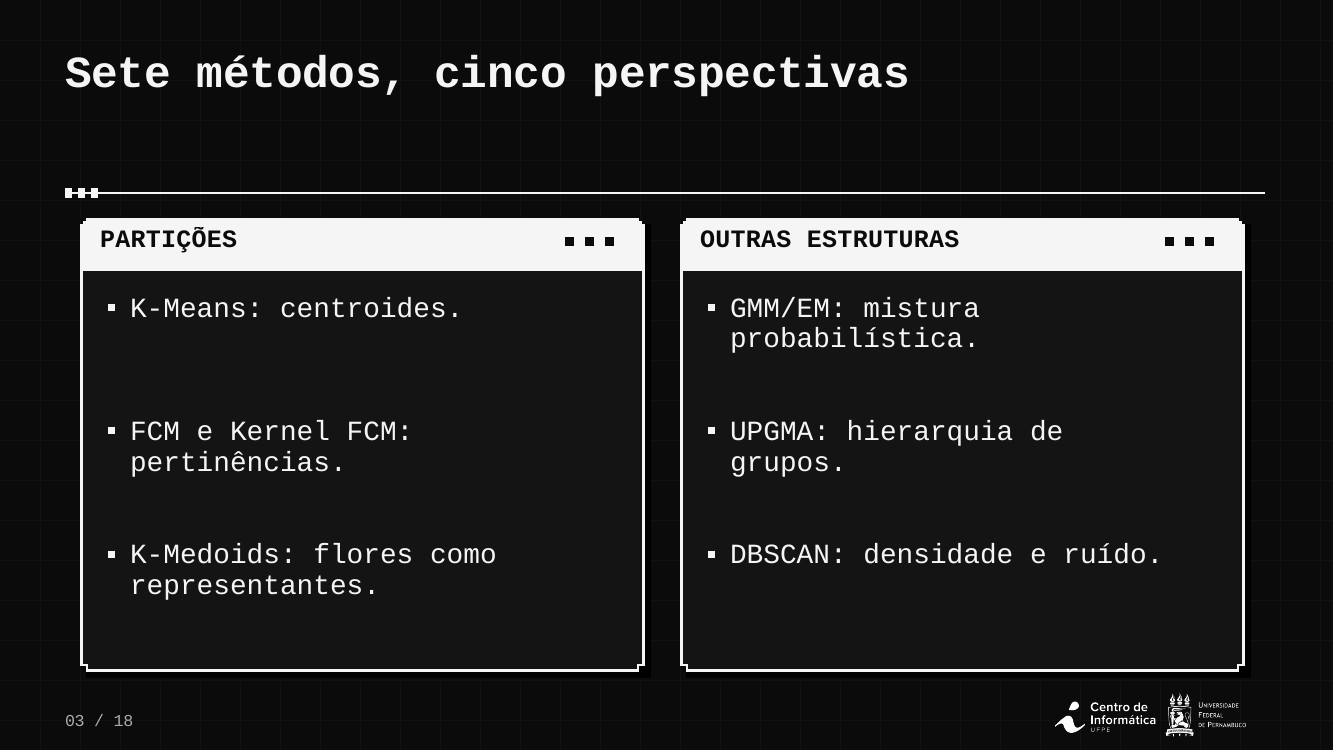 Sete métodos, cinco perspectivas
PARTIÇÕES
K-Means: centroides.
FCM e Kernel FCM:
pertinências.
K-Medoids: flores como
representantes.
OUTRAS ESTRUTURAS
GMM/EM: mistura
probabilística.
UPGMA: hierarquia de
grupos.
DBSCAN: densidade e ruído.
03 / 18
Centro de
Informática
UFPE
UNIVERSIDADE
FEDERAL
DE PERNAMBUCO